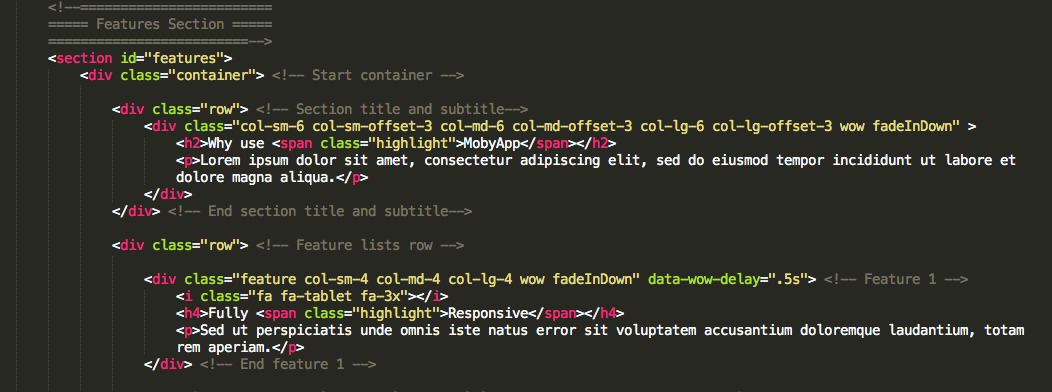 <!--========================
===== Features Section =====
=========================-->
<section id="features">
<div class="container"> <!-- Start container -->
<div class="row"> <!-- Section title and subtitle-->
<div class="col-sm-6 col-sm-offset-3 col-md-6 col-md-offset-3 col-lg-6 col-lg-offset-3 wow fadeInDown" >
<h2>Why use <span class="highlight">MobyApp</span></h2>
<p>Lorem ipsum dolor sit amet, consectetur adipiscing elit, sed do eiusmod tempor incididunt ut labore et
dolore magna aliqua.</p>
</div>
</div> <!-- End section title and subtitle-->
<div class="row"> <!-- Feature lists row -->
<div class="feature col-sm-4 col-md-4 col-lg-4 wow fadeInDown" data-wow-delay=".5s"> <!-- Feature 1 -->
<i class="fa fa-tablet fa-3x"></i>
<h4>Fully <span class="highlight">Responsive</span></h4>
<p>Sed ut perspiciatis unde omnis iste natus error sit voluptatem accusantium doloremque laudantium, totam
rem aperiam.</p>
</div> <!-- End feature 1 -->